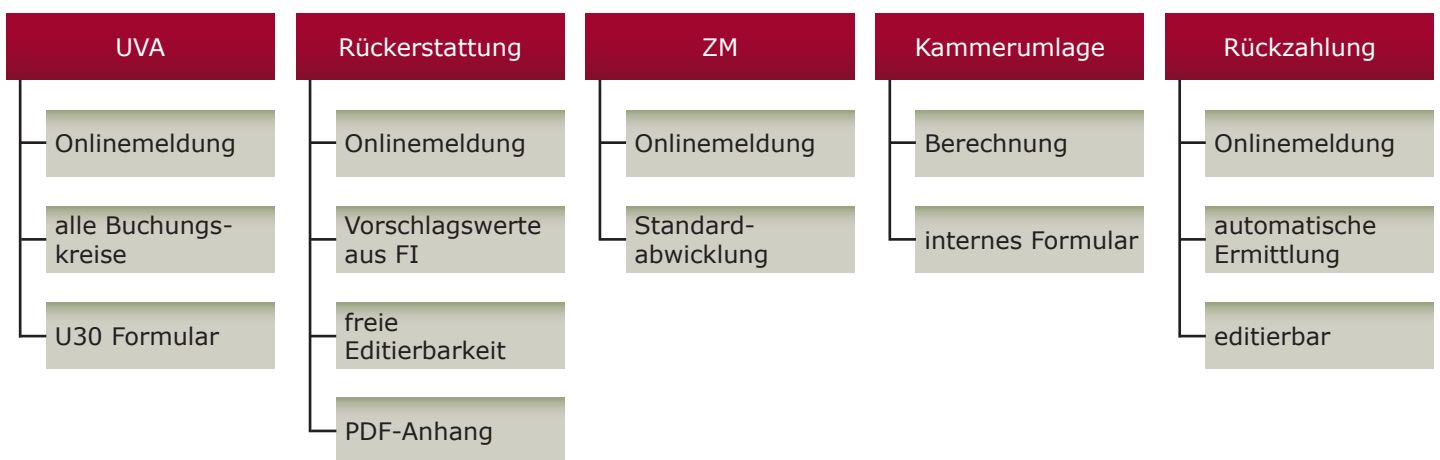 UVA
Onlinemeldung
alle Buchungs-
kreise
U30 Formular
Rückerstattung
Onlinemeldung
Vorschlagswerte
aus FI
freie
Editierbarkeit
PDF-Anhang
ZM
Onlinemeldung
Standard-
abwicklung
Kammerumlage
Berechnung
internes Formular
Rückzahlung
Onlinemeldung
automatische
Ermittlung
editierbar